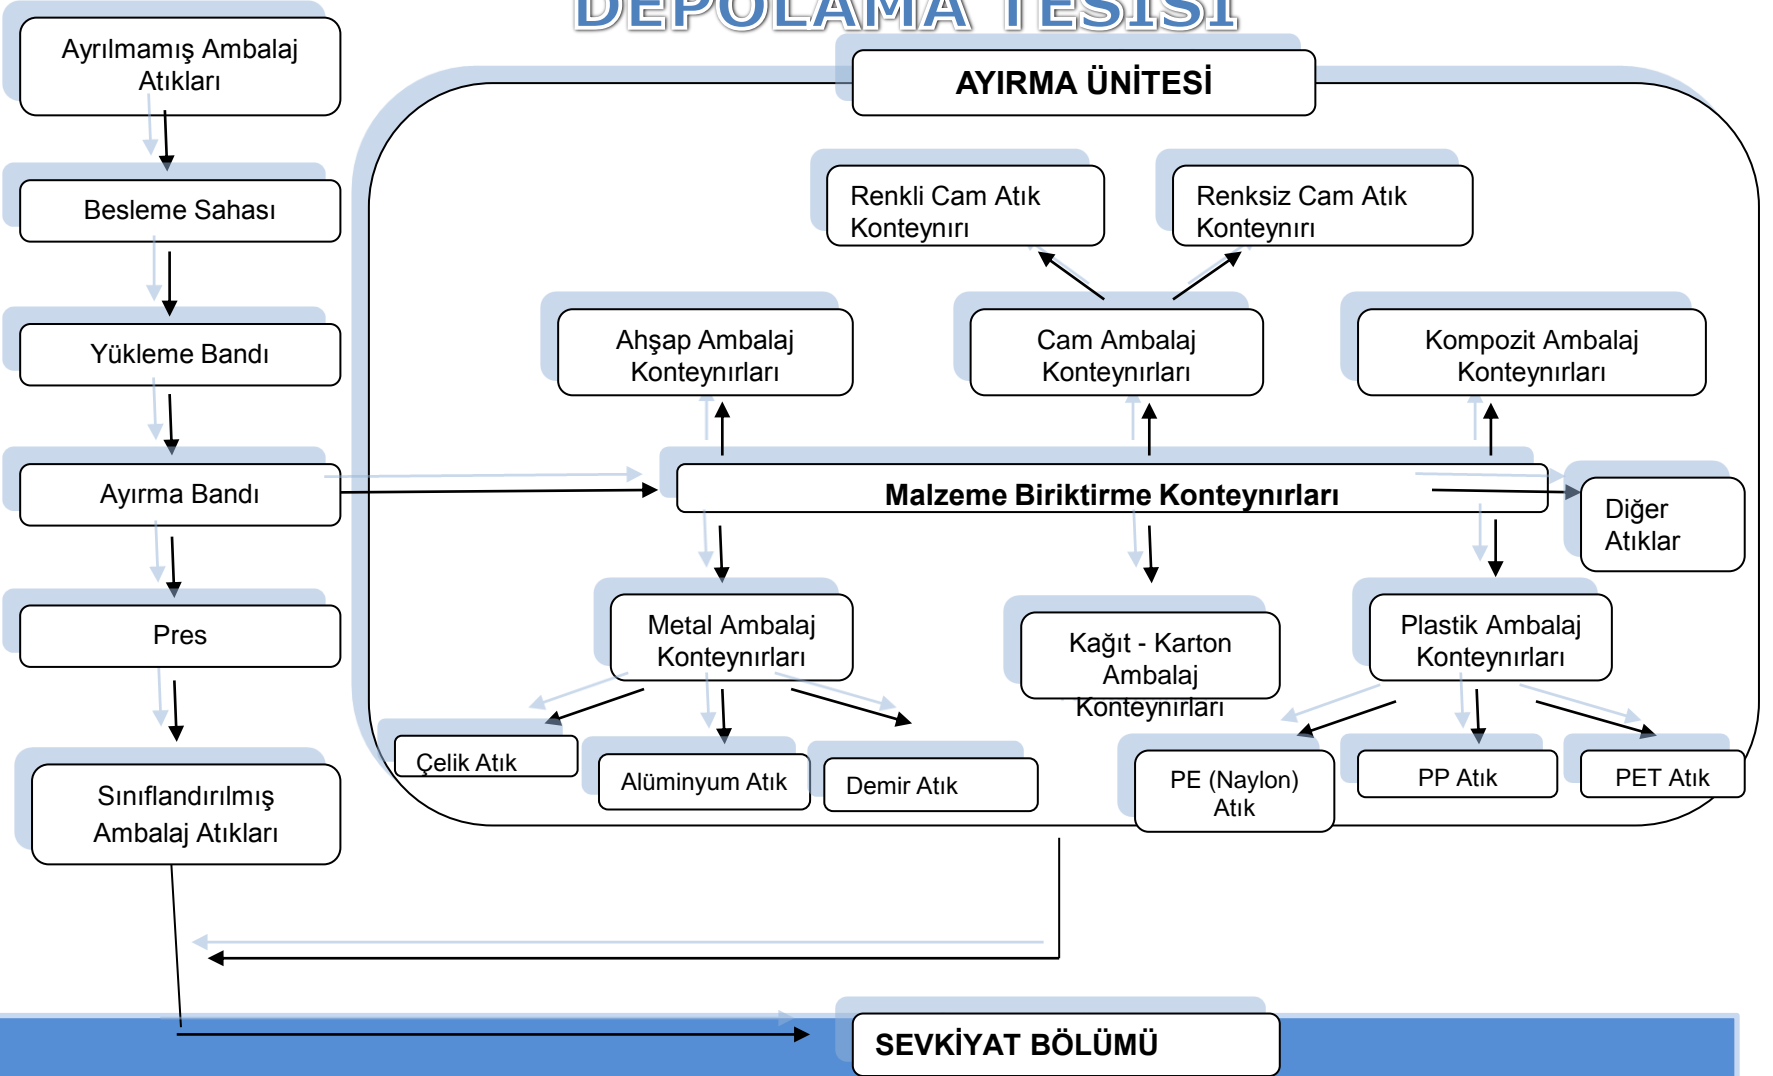 DEPOLAMA TESİSİ
Ayrılmamış Ambalaj
Atıkları
Besleme Sahası
Yükleme Bandı
Ayırma Bandı
Pres
Sınıflandırılmış
Ambalaj Atıkları
AYIRMA ÜNİTESİ
Renkli Cam Atık
Konteynırı
Renksiz Cam Atık
Konteynırı
Ahşap Ambalaj
Konteynırları
Cam Ambalaj
Konteynırları
Kompozit Ambalaj
Konteynırları
Malzeme Biriktirme Konteynırları
Diğer
Atıklar
Metal Ambalaj
Konteynırları
Kağıt - Karton
Ambalaj
Konteynırları
Plastik Ambalaj
Konteynırları
Çelik Atık
Alüminyum Atık
Demir Atık
PE (Naylon)
Atık
PP Atık
PET Atık
SEVKİYAT BÖLÜMÜ